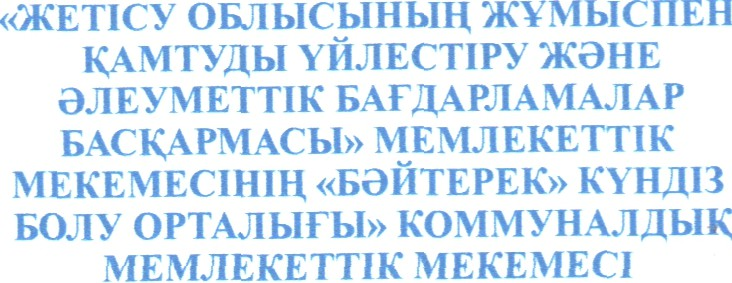 «ЖЕТІСУ ОБЛЫСЫНЫҢ ЖҰМЫСПЕН
ҚАМТУДЫ ҮЙЛЕСТІРУ ЖӘНЕ
ӘЛЕУМЕТТІК БАҒДАРЛАМАЛАР
БАСҚАРМАСЫ» МЕМЛЕКЕТТІК
МЕКЕМЕСІНІҢ «БӘЙТЕРЕК» КҮНДІЗ
БОЛУ ОРТАЛЫҒЫ» КОММУНАЛДЫҚ
МЕМЛЕКЕТТІК МЕКЕМЕСІ